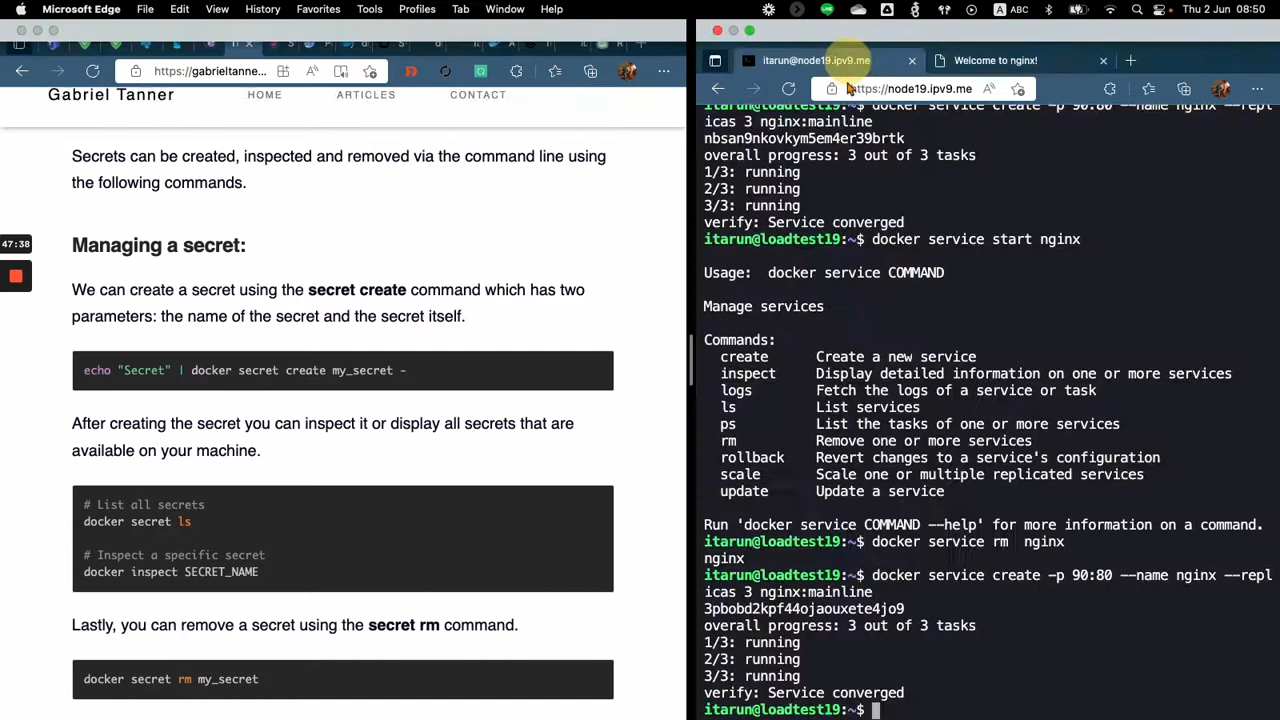 Microsoft Edge File Edit View History Favorites Tools Profiles Tab Window Help
ABC
Thu 2 Jun 08:50
https://gabrieltanne...
Gabriel Tanner
HOME ARTICLES CONTACT
Secrets can be created, inspected and removed via the command line using
the following commands.
47:38
Managing a secret:
We can create a secret using the secret create command which has two
parameters: the name of the secret and the secret itself.
echo "Secret" | docker secret create my_secret -
After creating the secret you can inspect it or display all secrets that are
available on your machine.
# List all secrets
docker secret ls
# Inspect a specific secret
docker inspect SECRET_NAME
Lastly, you can remove a secret using the secret rm command.
docker secret rm my_secret
itarun@node19.ipv9.me
Welcome to nginx!
https://node19.ipv9.me
docker service create -p 90:80 --name nginx --repl
icas 3 nginx:mainline
nbsan9nkovkym5em4er39brtk
overall progress: 3 out of 3 tasks
1/3: running
2/3: running
3/3: running
verify: Service converged
itarun@loadtest19:~$ docker service start nginx
Usage: docker service COMMAND
Manage services
Commands:
create Create a new service
inspect Display detailed information on one or more services
logs Fetch the logs of a service or task
ls List services
ps List the tasks of one or more services
rm Remove one or more services
rollback Revert changes to a service's configuration
scale Scale one or multiple replicated services
update Update a service
Run 'docker service COMMAND --help' for more information on a command.
itarun@loadtest19:~$ docker service rm nginx
nginx
itarun@loadtest19:~$ docker service create -p 90:80 --name nginx --repl
icas 3 nginx:mainline
3pbobd2kpf44ojaouxete4jo9
overall progress: 3 out of 3 tasks
1/3: running
2/3: running
3/3: running
verify: Service converged
itarun@loadtest19:~$